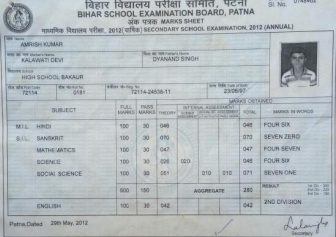 बिहार विद्यालय परीक्षा समिति, पटना
BIHAR SCHOOL EXAMINATION BOARD, PATNA
अंक पत्रक MARKS SHEET
माध्यमिक विद्यालय परीक्षा, 2012 (वार्षिक) SECONDARY SCHOOL EXAMINATION, 2012 (ANNUAL)
Sl. No.
AMRISH KUMAR
KALAWATI DEVI DYANAND SINGH
HIGH SCHOOL BAKAUR
72114 0181 72114-24538-11 23/06/97
SUBJECT FULL MARKS PASS MARKS THEORY INTERNAL ASSESSMENT TOTAL MARKS IN WORDS
MARKS OBTAINED
M.I.L. HINDI 100 30 046 046 FOUR SIX
S.I.L. SANSKRIT 100 30 070 070 SEVEN ZERO
MATHEMATICS 100 30 047 047 FOUR SEVEN
SCIENCE 100 30 026 020 046 FOUR SIX
SOCIAL SCIENCE 100 30 051 010 010 071 SEVEN ONE
500 150 AGGREGATE 280 RESULT
2ND DIVISION
ENGLISH 100 30 042 042
Patna, Dated 29th May, 2012
Secretary